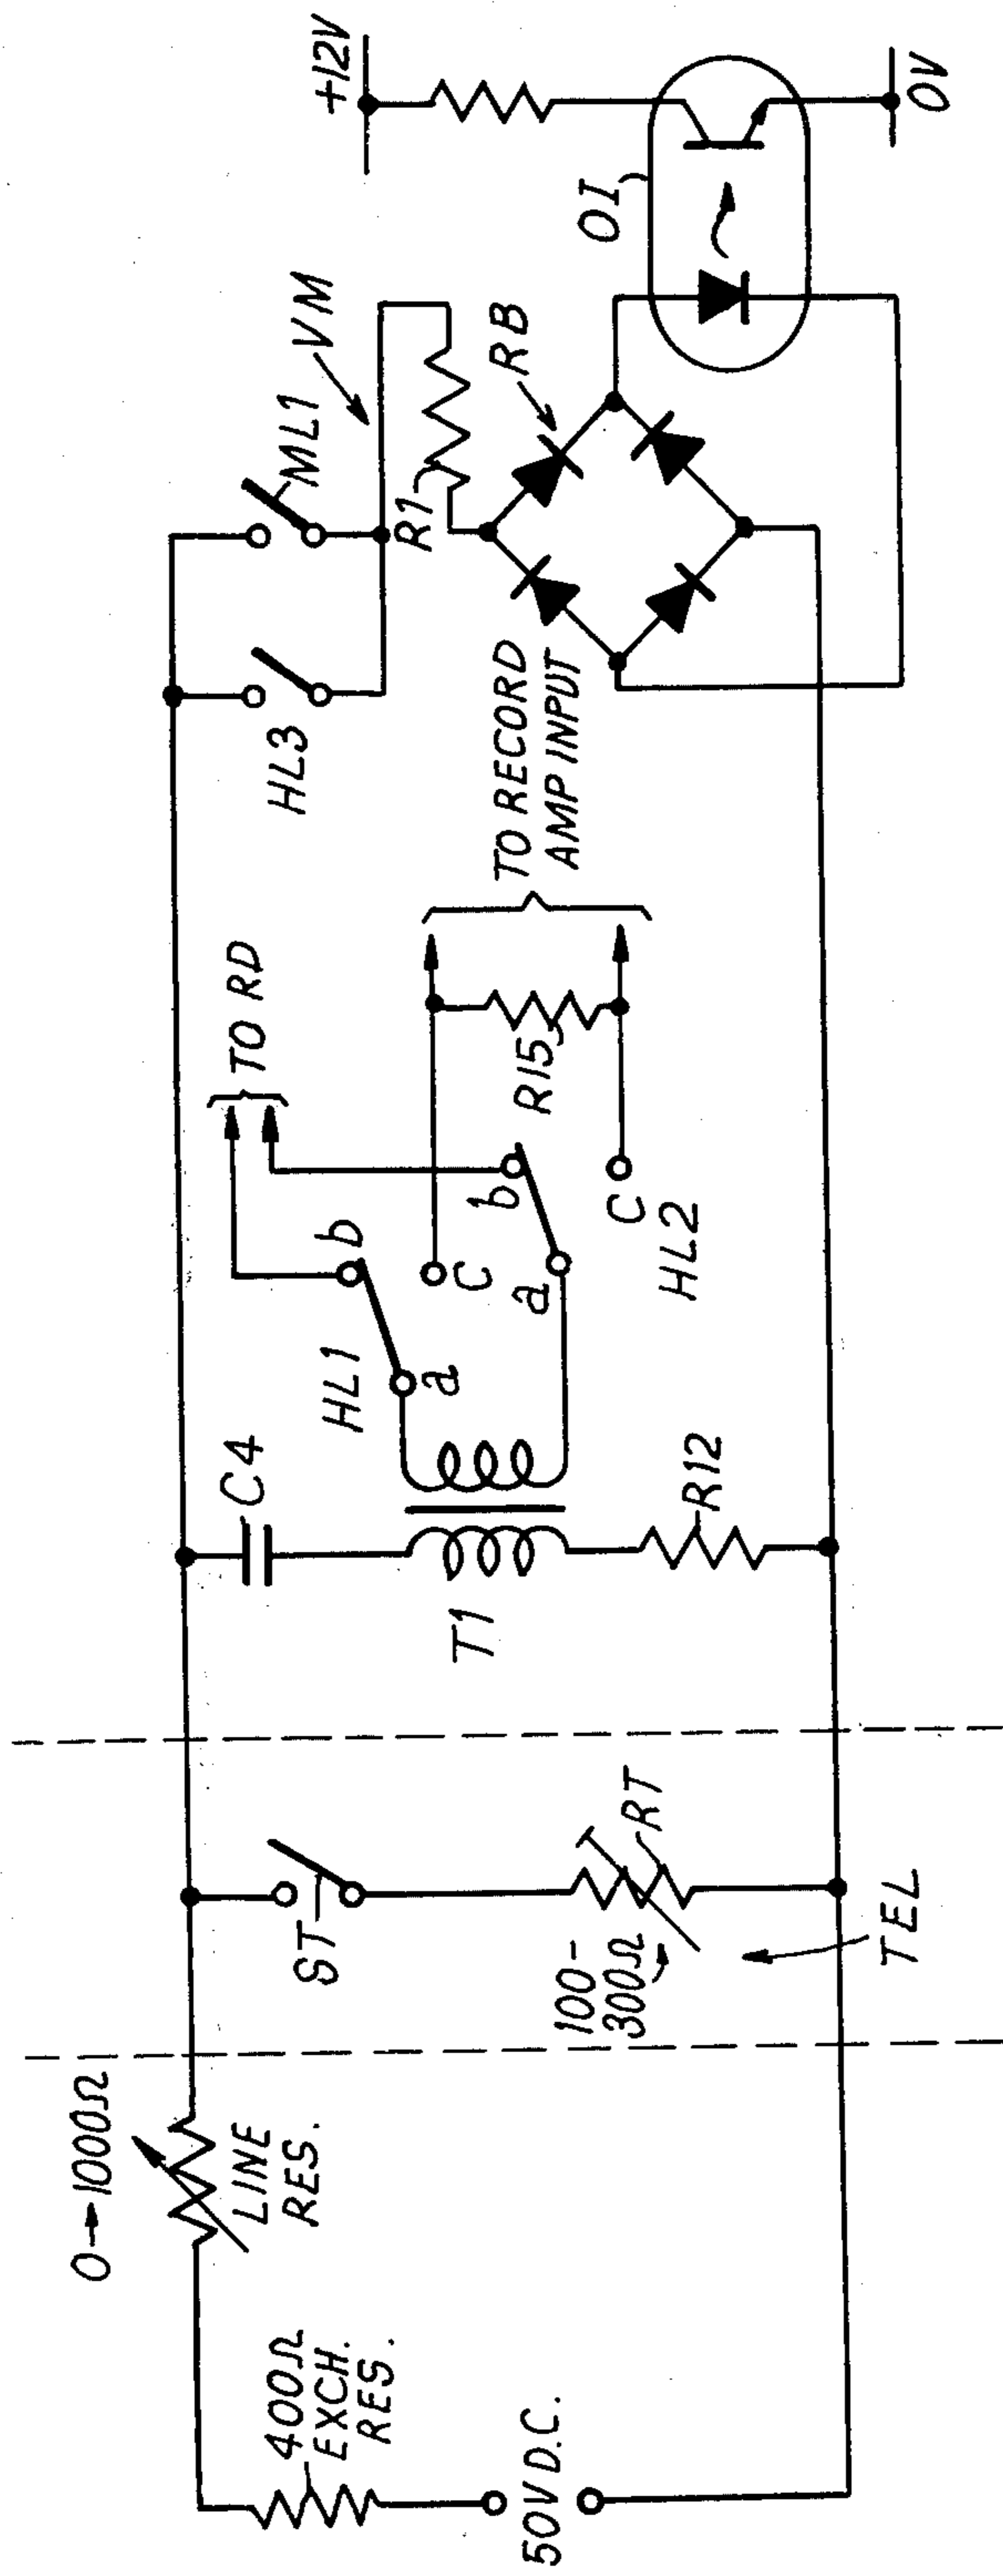 0→1000Ω
LINE
RES.
400Ω
EXCH.
RES.
50V D.C.
ST
100-
300Ω
RT
TEL
C4
T1
R12
HL1
a
b
TO RD
C
b
a
C
HL2
R15
TO RECORD
AMP INPUT
HL3
ML1
VM
R1
RB
OI
+12V
0V